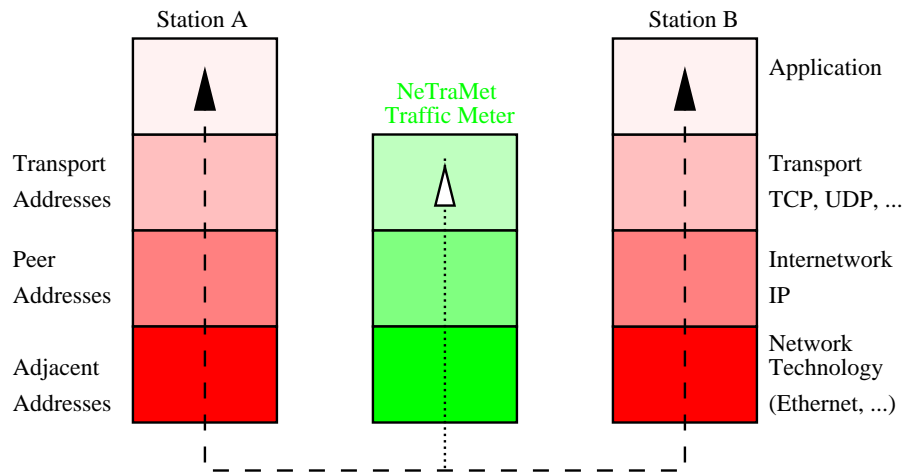 Station A
Station B
Application
NeTraMet
Traffic Meter
Transport
Addresses
Transport
TCP, UDP, ...
Peer
Addresses
Internetwork
IP
Adjacent
Addresses
Network
Technology
(Ethernet, ...)